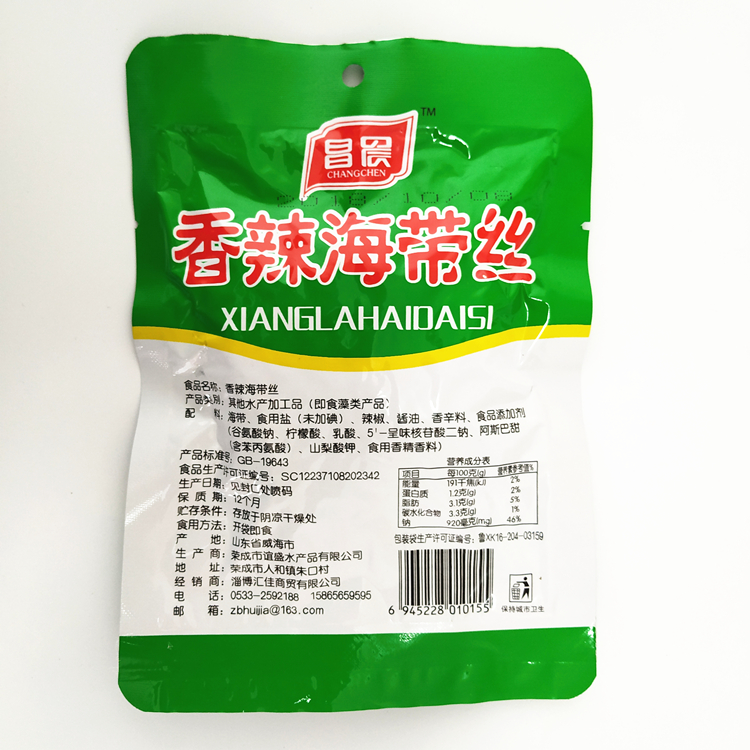 TM
昌晨
CHANGCHEN
2018/10/08
香辣海带丝
XIANGLAHAIDAISI
食品名称：香辣海带丝
产品类别：其他水产加工品（即食藻类产品）
配 料：海带、食用盐（未加碘）、辣椒、酱油、香辛料、食品添加剂
（谷氨酸钠、柠檬酸、乳酸、5'-呈味核苷酸二钠、阿斯巴甜
（含苯丙氨酸）、山梨酸钾、食用香精香料）
产品标准号：GB-19643
食品生产许可证编号：SC12237108202342
生产日期：见封口处喷码
保 质 期：12个月
贮存条件：存放于阴凉干燥处
食用方法：开袋即食
产 地：山东省威海市
生 产 商：荣成市谊盛水产品有限公司
地 址：荣成市人和镇朱口村
经 销 商：淄博汇佳商贸有限公司
电 话：0533-2592188 15865659595
邮 箱：zbhuijia@163.com
营养成分表
项目 每100克(g) 营养素参考值%
能量 191千焦(kJ) 2%
蛋白质 1.2克(g) 2%
脂肪 3.1克(g) 5%
碳水化合物 3.3克(g) 1%
钠 920毫克(mg) 46%
包装袋生产许可证编号：鲁XK16-204-03159
6 945228 010155
保持城市卫生